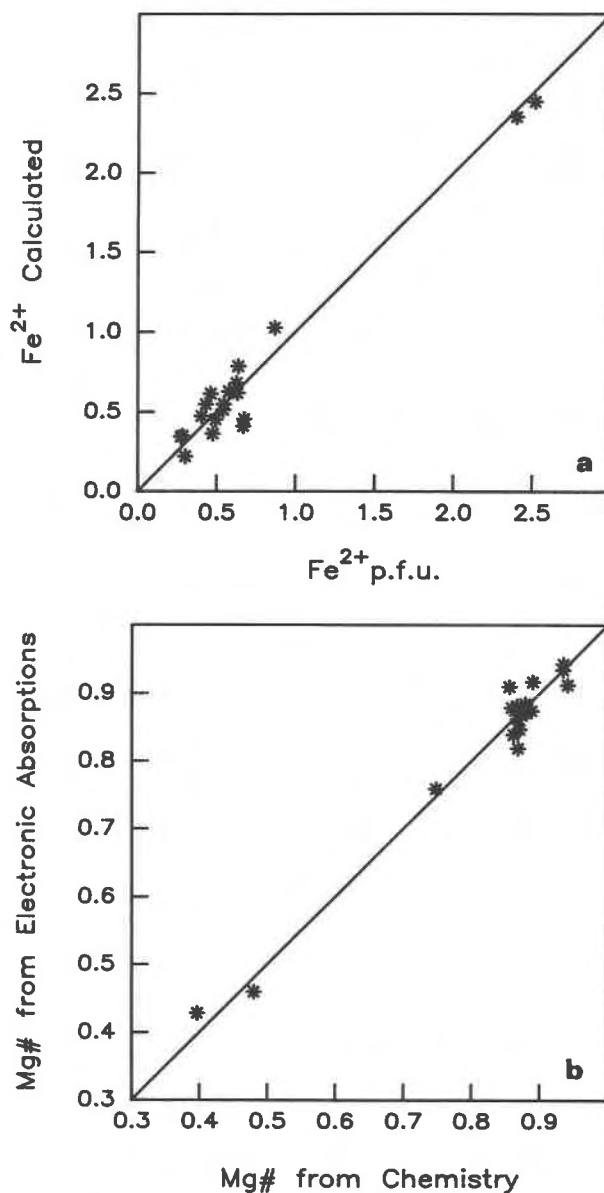 2.5
2.0
1.5
1.0
0.5
0.0
Fe2+ Calculated
a
0.0 0.5 1.0 1.5 2.0 2.5
Fe2+ p.f.u.
0.9
0.8
0.7
0.6
0.5
0.4
0.3
Mg# from Electronic Absorptions
b
0.3 0.4 0.5 0.6 0.7 0.8 0.9
Mg# from Chemistry